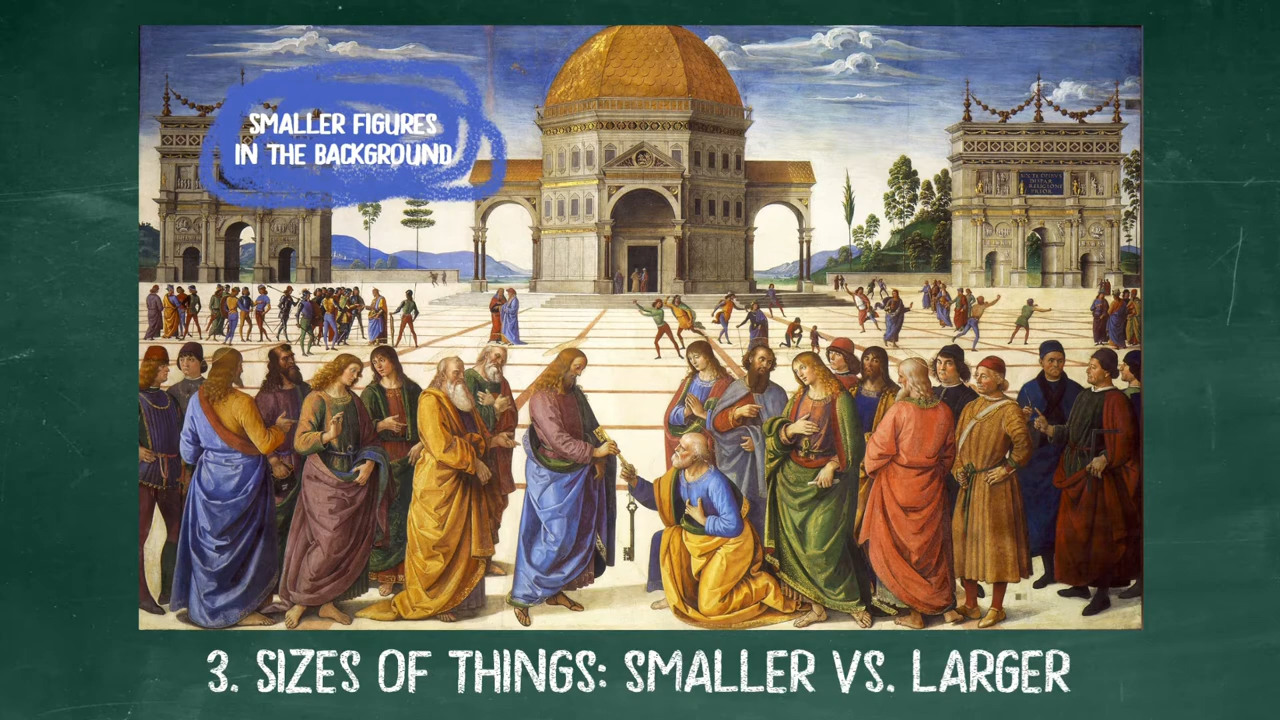 SMALLER FIGURES
IN THE BACKGROUND
3. SIZES OF THINGS: SMALLER VS. LARGER